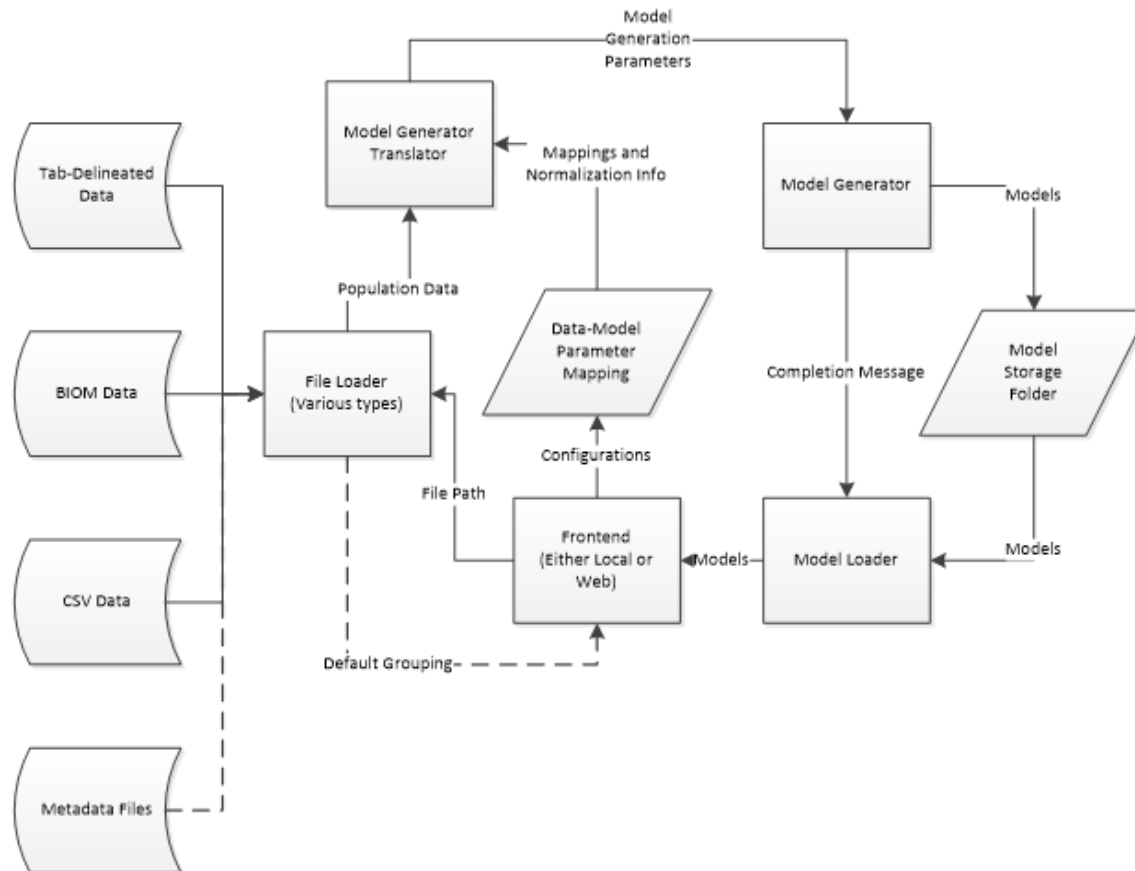 Model
Generation
Parameters
Model Generator
Translator
Mappings and
Normalization Info
Tab-Delineated
Data
Model Generator
Models
Population Data
Data-Model
Parameter
Mapping
Model
Storage
Folder
BIOM Data
File Loader
(Various types)
Completion Message
Configurations
File Path
Frontend
(Either Local or
Web)
Models
Model Loader
Models
CSV Data
Default Grouping
Metadata Files